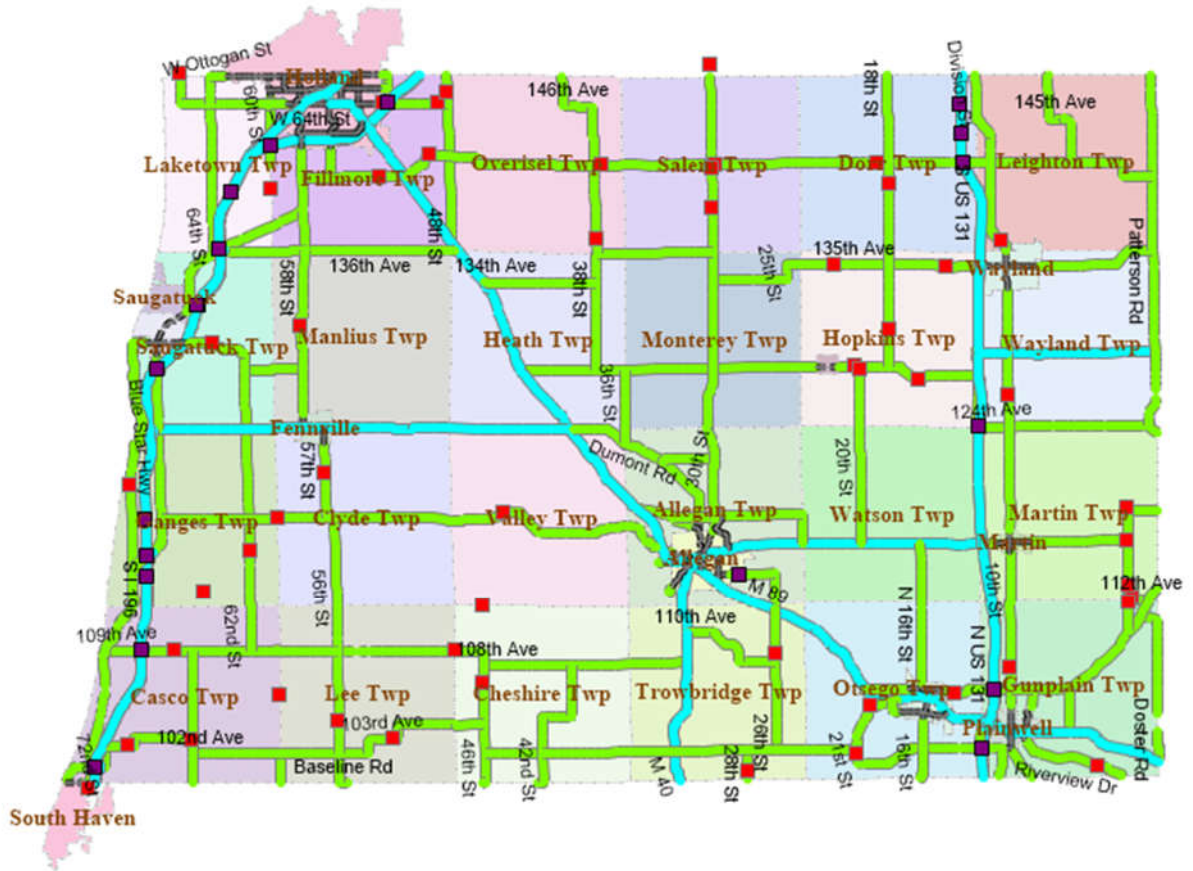 W Ottogan St
Holland
60th St
W 64th St
146th Ave
18th St
Division
S US 131
145th Ave
Laketown Twp
Fillmore Twp
Overisel Twp
Salem Twp
Dorr Twp
Leighton Twp
64th St
48th St
136th Ave
134th Ave
58th St
38th St
25th St
135th Ave
Wayland
Patterson Rd
Saugatuck
Saugatuck Twp
Manlius Twp
Heath Twp
Monterey Twp
Hopkins Twp
Wayland Twp
Blue Star Hwy
36th St
124th Ave
Fennville
57th St
Dumont Rd
30th St
20th St
Ganges Twp
Clyde Twp
Valley Twp
Allegan Twp
Watson Twp
Martin Twp
Allegan
Martin
S I 196
56th St
62nd St
M 89
110th Ave
N 16th St
10th St
112th Ave
109th Ave
108th Ave
N US 131
Casco Twp
Lee Twp
Cheshire Twp
Trowbridge Twp
Otsego Twp
Gunplain Twp
103rd Ave
102nd Ave
Plainwell
Doster Rd
72nd St
Baseline Rd
46th St
42nd St
M 40
28th St
26th St
21st St
16th St
Riverview Dr
South Haven